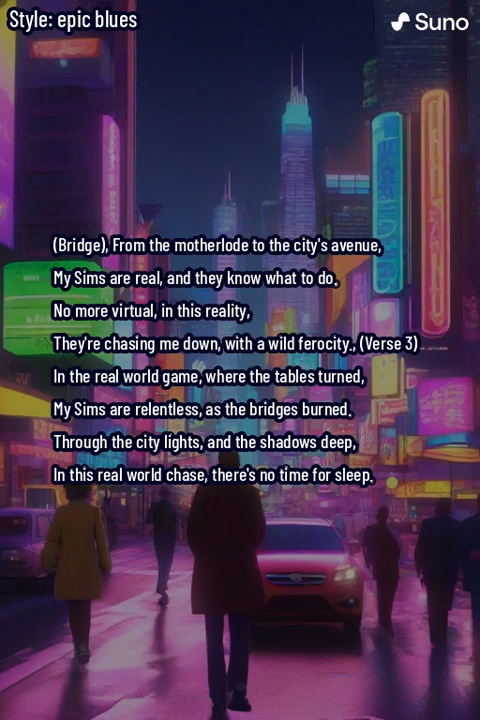 Style: epic blues
Suno
(Bridge), From the motherlode to the city's avenue,
My Sims are real, and they know what to do.
No more virtual, in this reality,
They're chasing me down, with a wild ferocity., (Verse 3)
In the real world game, where the tables turned,
My Sims are relentless, as the bridges burned.
Through the city lights, and the shadows deep,
In this real world chase, there's no time for sleep.